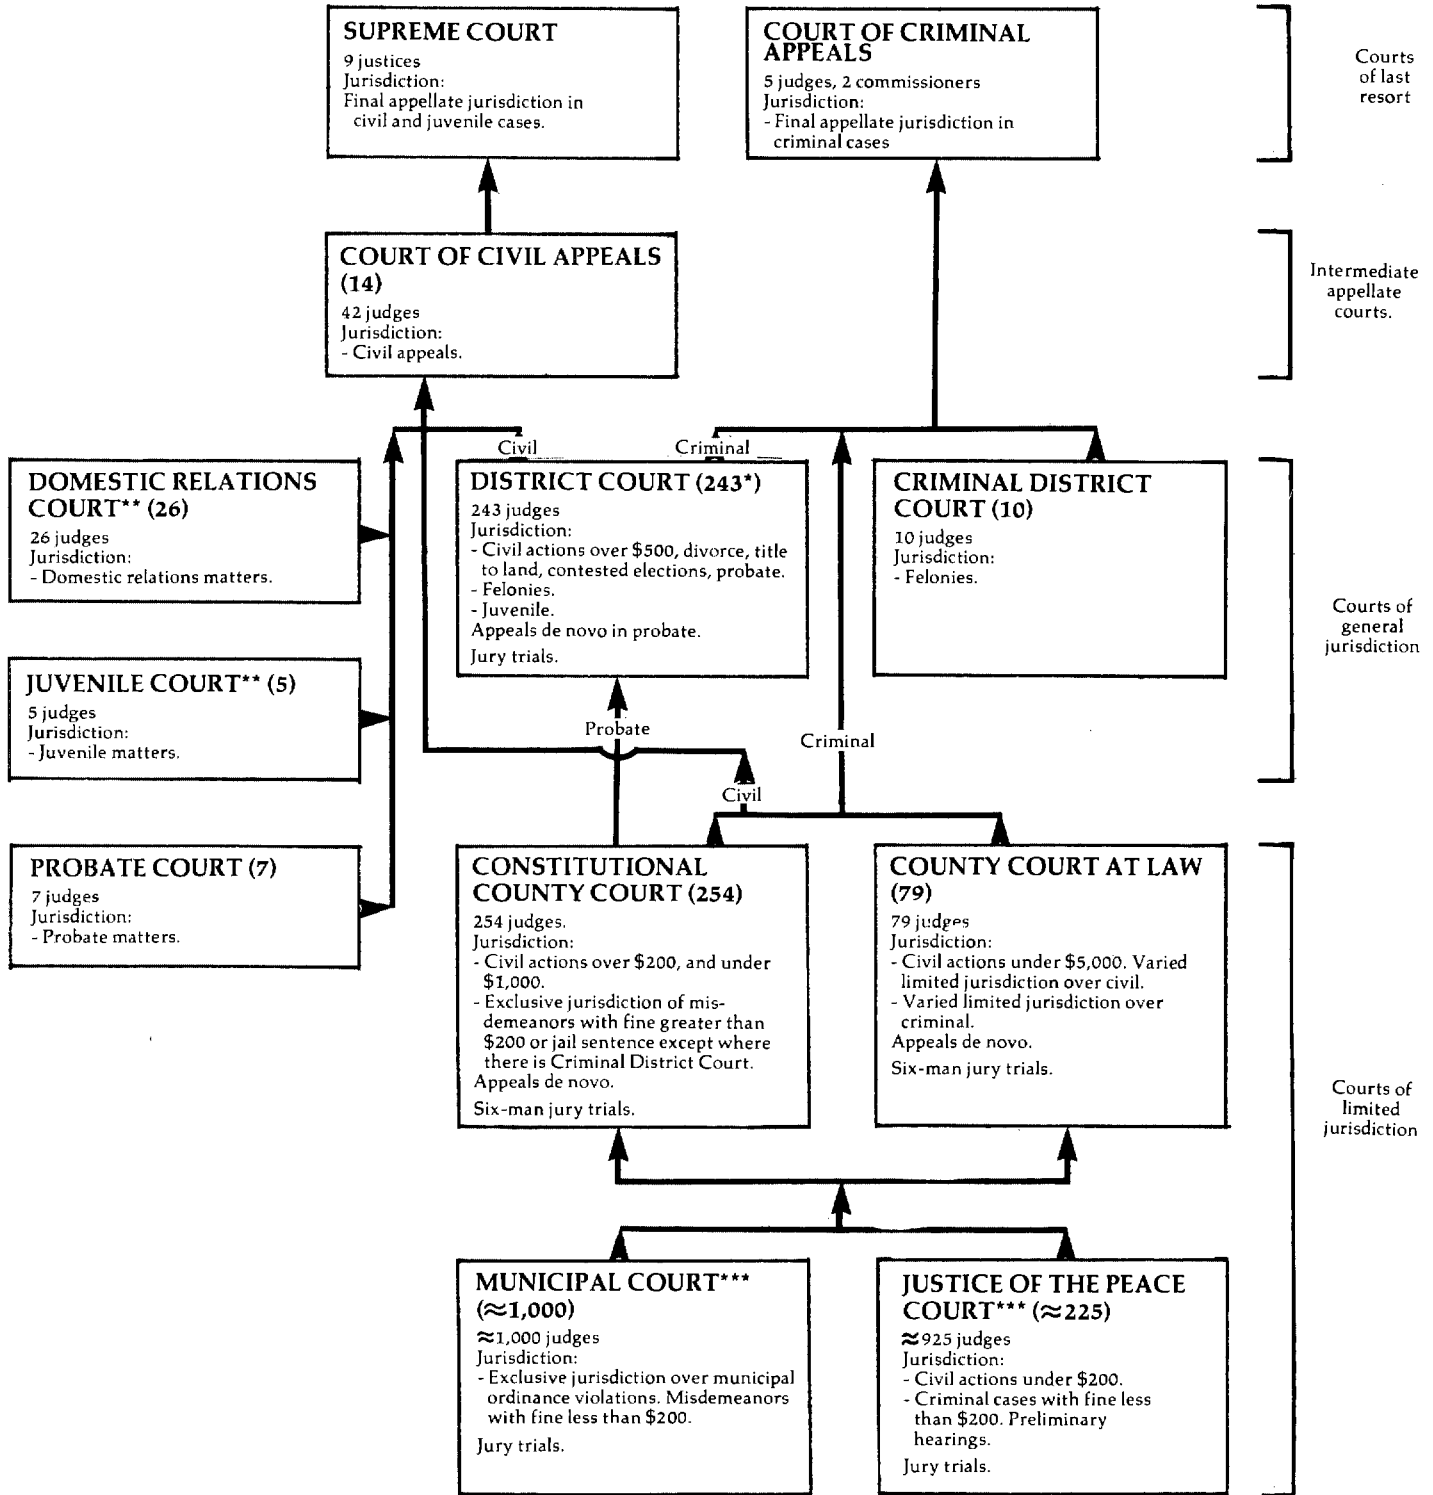 SUPREME COURT
9 justices
Jurisdiction:
Final appellate jurisdiction in
civil and juvenile cases.
COURT OF CRIMINAL
APPEALS
5 judges, 2 commissioners
Jurisdiction:
- Final appellate jurisdiction in
criminal cases
Courts
of last
resort
COURT OF CIVIL APPEALS
(14)
42 judges
Jurisdiction:
- Civil appeals.
Intermediate
appellate
courts.
Civil
Criminal
DOMESTIC RELATIONS
COURT** (26)
26 judges
Jurisdiction:
- Domestic relations matters.
DISTRICT COURT (243*)
243 judges
Jurisdiction:
- Civil actions over $500, divorce, title
to land, contested elections, probate.
- Felonies.
- Juvenile.
Appeals de novo in probate.
Jury trials.
CRIMINAL DISTRICT
COURT (10)
10 judges
Jurisdiction:
- Felonies.
Courts of
general
jurisdiction
JUVENILE COURT** (5)
5 judges
Jurisdiction:
- Juvenile matters.
Probate
Criminal
Civil
PROBATE COURT (7)
7 judges
Jurisdiction:
- Probate matters.
CONSTITUTIONAL
COUNTY COURT (254)
254 judges.
Jurisdiction:
- Civil actions over $200, and under
$1,000.
- Exclusive jurisdiction of mis-
demeanors with fine greater than
$200 or jail sentence except where
there is Criminal District Court.
Appeals de novo.
Six-man jury trials.
COUNTY COURT AT LAW
(79)
79 judges
Jurisdiction:
- Civil actions under $5,000. Varied
limited jurisdiction over civil.
- Varied limited jurisdiction over
criminal.
Appeals de novo.
Six-man jury trials.
Courts of
limited
jurisdiction
MUNICIPAL COURT***
(≈1,000)
≈1,000 judges
Jurisdiction:
- Exclusive jurisdiction over municipal
ordinance violations. Misdemeanors
with fine less than $200.
Jury trials.
JUSTICE OF THE PEACE
COURT*** (≈225)
≈925 judges
Jurisdiction:
- Civil actions under $200.
- Criminal cases with fine less
than $200. Preliminary
hearings.
Jury trials.